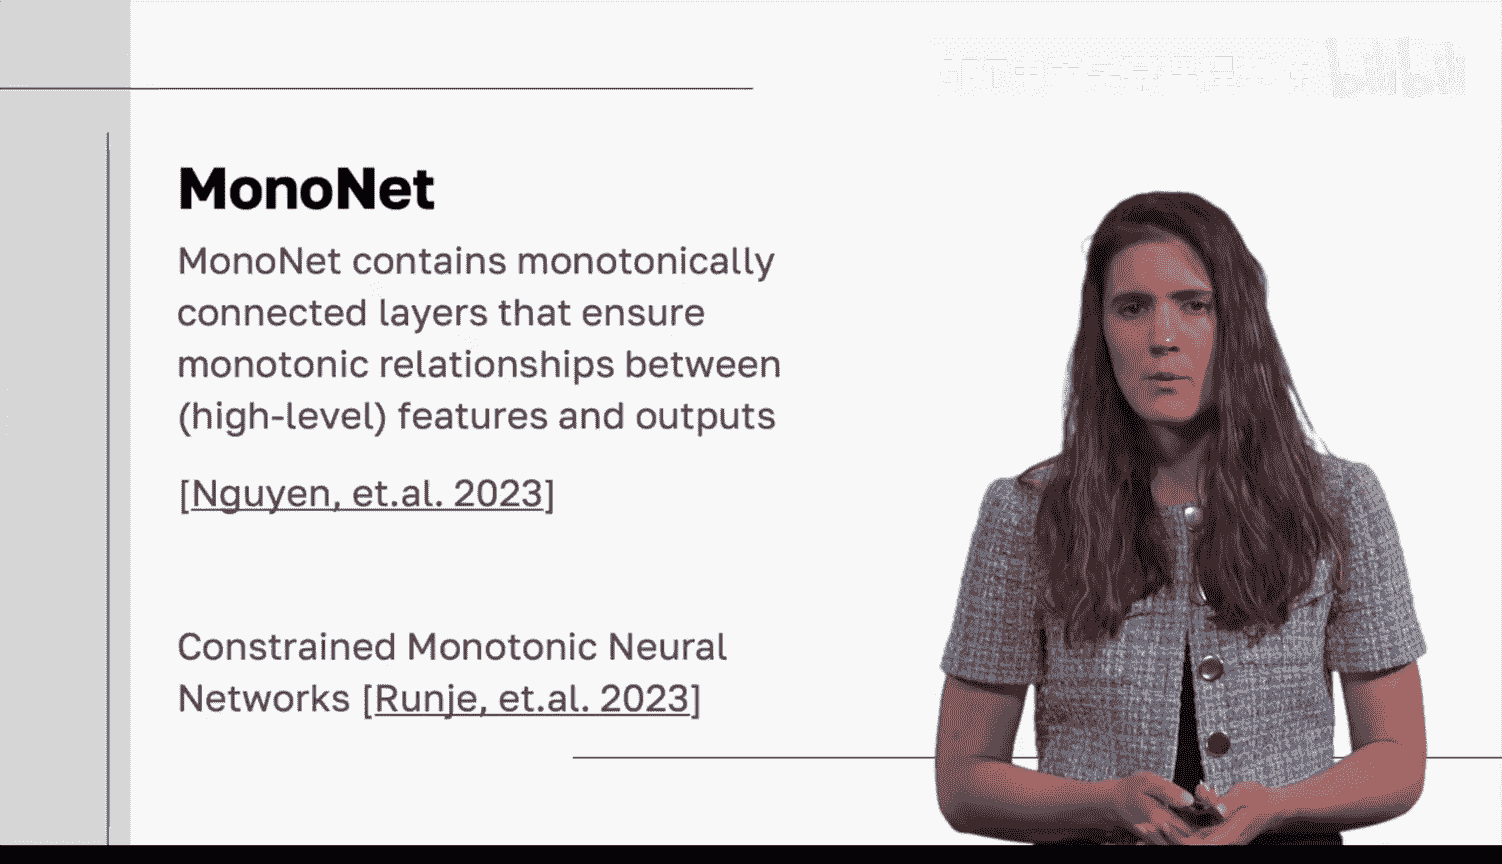 bilibili
MonoNet
MonoNet contains monotonically
connected layers that ensure
monotonic relationships between
(high-level) features and outputs
[Nguyen, et.al. 2023]
Constrained Monotonic Neural
Networks [Runje, et.al. 2023]